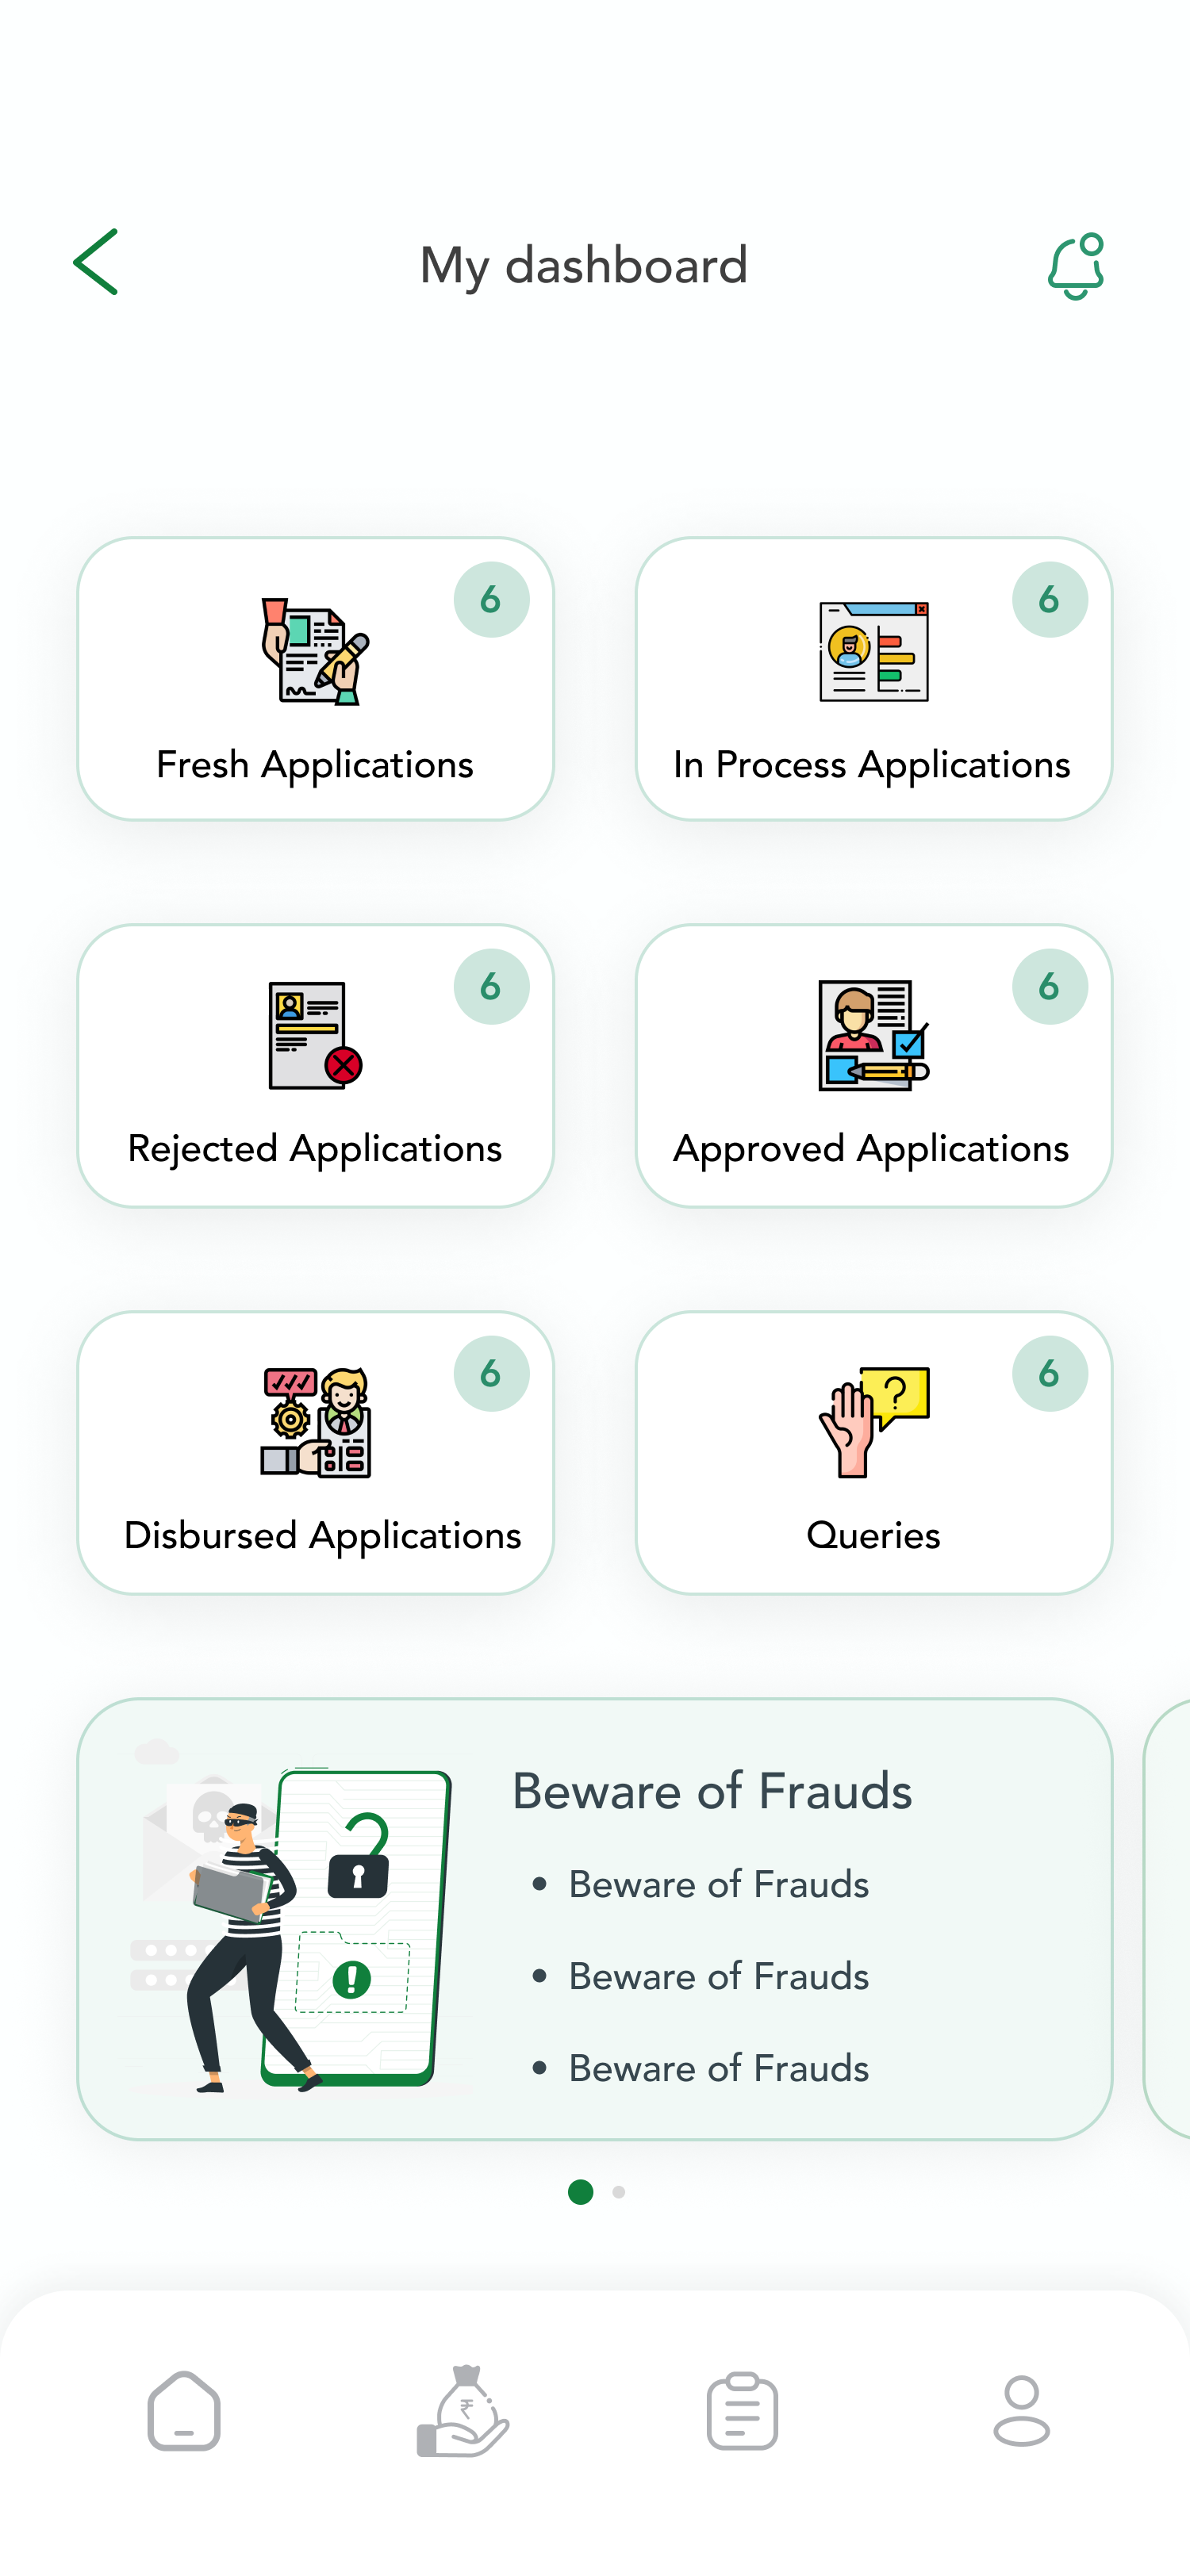 My dashboard
6
6
Fresh Applications
In Process Applications
6
6
Rejected Applications
Approved Applications
6
6
?
Disbursed Applications
Queries
Beware of Frauds
• Beware of Frauds
• Beware of Frauds
• Beware of Frauds
!
₹